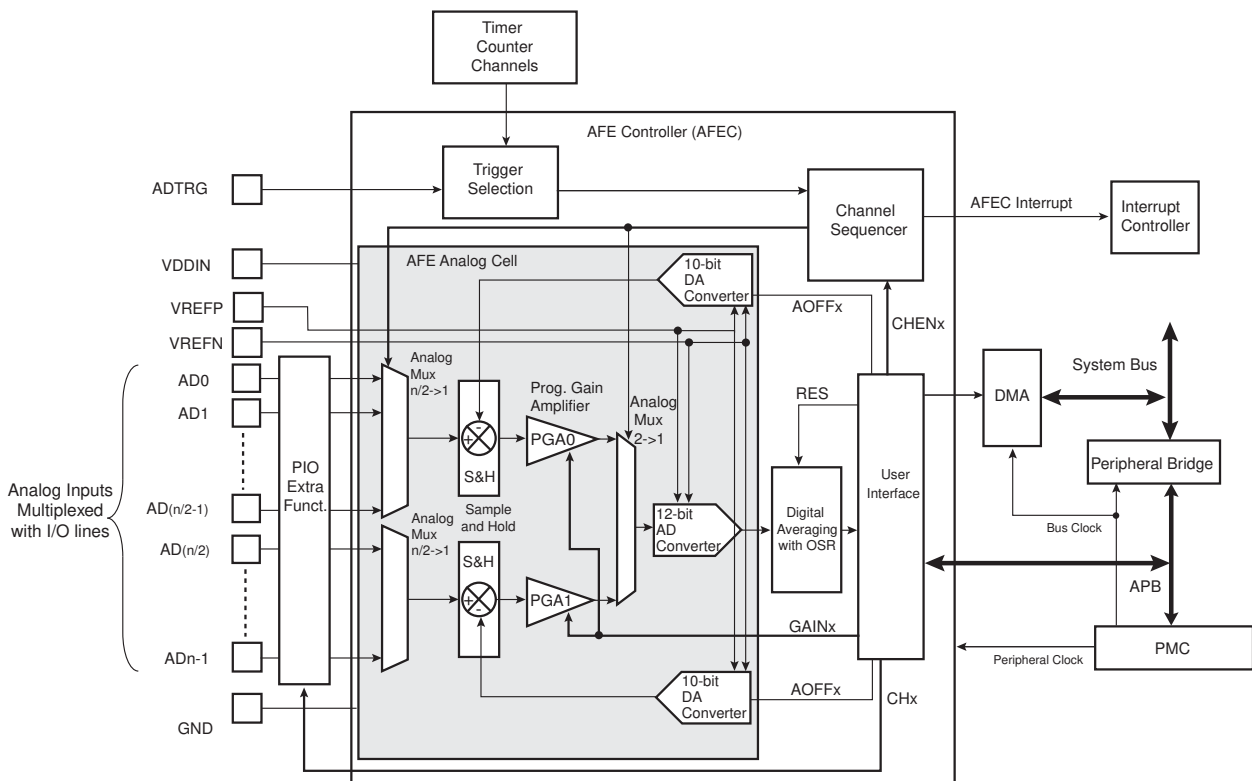 Timer
Counter
Channels
AFE Controller (AFEC)
Trigger
Selection
ADTRG
Channel
Sequencer
AFEC Interrupt
Interrupt
Controller
VDDIN
AFE Analog Cell
10-bit
DA
Converter
AOFFx
CHENx
VREFP
VREFN
AD0
AD1
AD(n/2-1)
AD(n/2)
ADn-1
GND
Analog Inputs
Multiplexed
with I/O lines
PIO
Extra
Funct.
Analog
Mux
n/2->1
+
-
S&H
Prog. Gain
Amplifier
PGA0
Analog
Mux
2->1
Sample
and Hold
Analog
Mux
n/2->1
S&H
+
-
PGA1
12-bit
AD
Converter
RES
Digital
Averaging
with OSR
User
Interface
GAINx
10-bit
DA
Converter
AOFFx
CHx
DMA
System Bus
Peripheral Bridge
Bus Clock
APB
PMC
Peripheral Clock